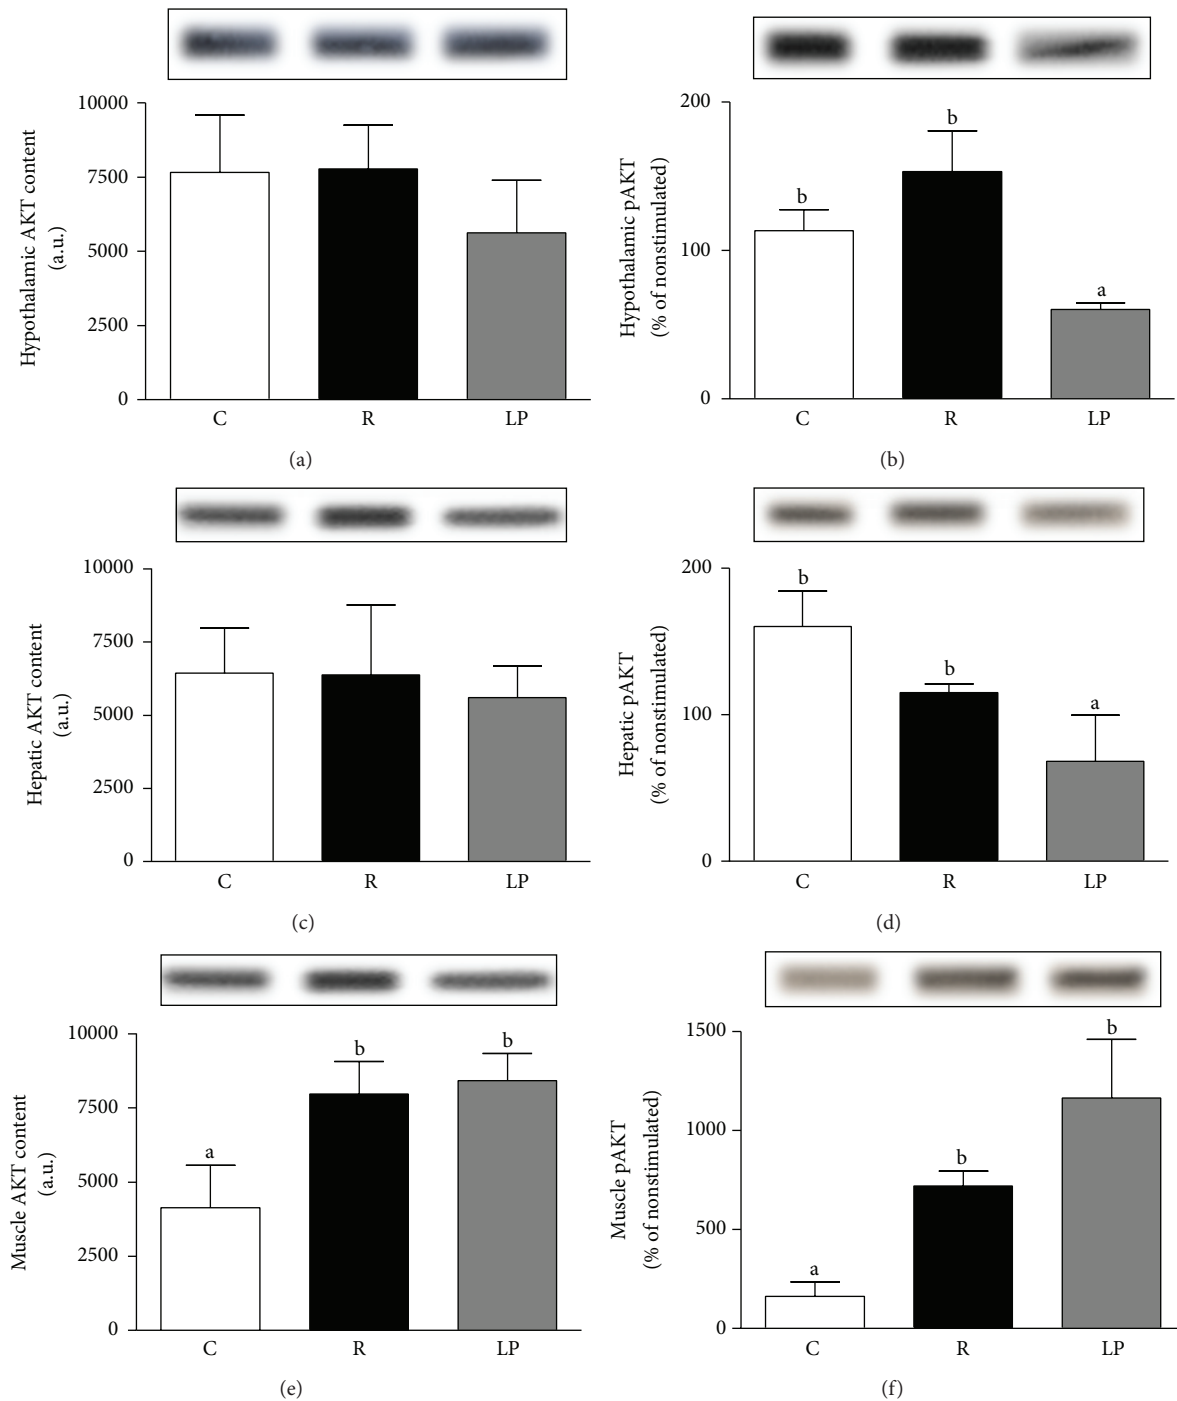 10000
7500
5000
2500
0
Hypothalamic AKT content
(a.u.)
C R LP
(a)
200
100
0
Hypothalamic pAKT
(% of nonstimulated)
b
b
a
C R LP
(b)
10000
7500
5000
2500
0
Hepatic AKT content
(a.u.)
C R LP
(c)
200
100
0
Hepatic pAKT
(% of nonstimulated)
b
b
a
C R LP
(d)
10000
7500
5000
2500
0
Muscle AKT content
(a.u.)
a
b
b
C R LP
(e)
1500
1000
500
0
Muscle pAKT
(% of nonstimulated)
a
b
b
C R LP
(f)